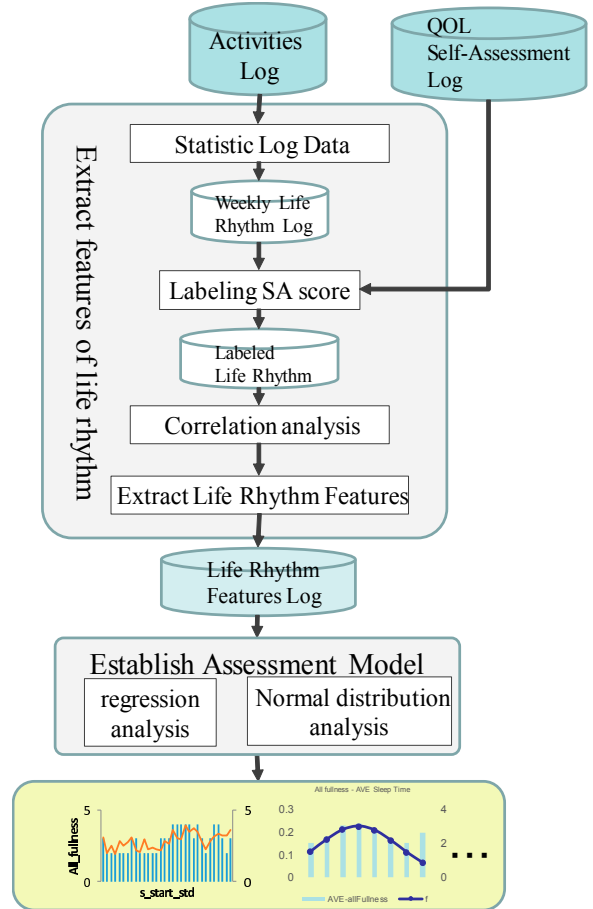 Activities
Log
QOL
Self-Assessment
Log
Extract features of life rhythm
Statistic Log Data
Weekly Life
Rhythm Log
Labeling SA score
Labeled
Life Rhythm
Correlation analysis
Extract Life Rhythm Features
Life Rhythm
Features Log
Establish Assessment Model
regression
analysis
Normal distribution
analysis
All_fullness
5
0
5
0
s_start_std
All fullness - AVE Sleep Time
0.3
0.2
0.1
0
4
2
0
AVE-allFullness
f
...